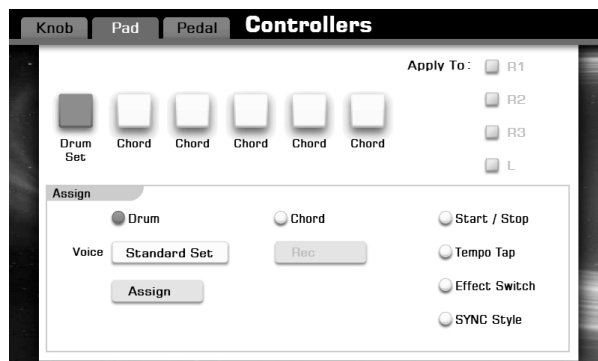 Knob Pad Pedal Controllers
Apply To: R1
R2
R3
L
Drum Set Chord Chord Chord Chord Chord
Assign
Drum Chord Start / Stop
Voice Standard Set Rec Tempo Tap
Assign Effect Switch
SYNC Style